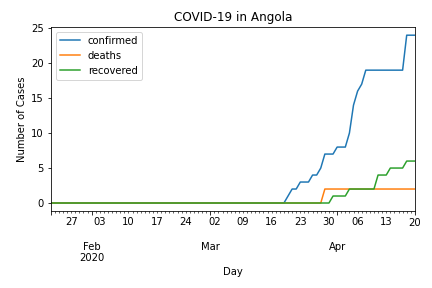 COVID-19 in Angola
confirmed
deaths
recovered
Number of Cases
25
20
15
10
5
0
27 03 10 17 24 02 09 16 23 30 06 13 20
Feb Mar Apr
2020
Day